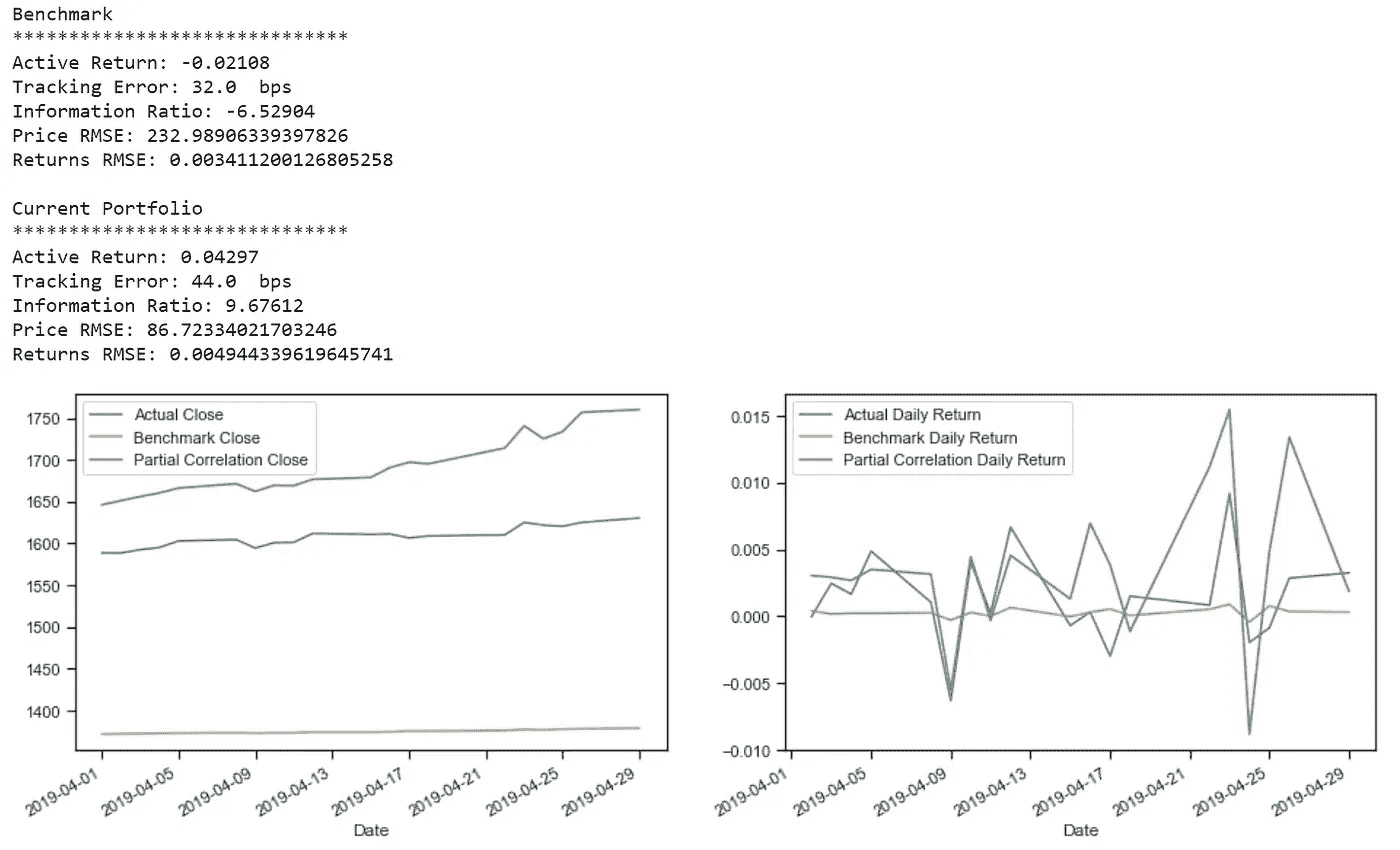 Benchmark
******************************
Active Return: -0.02108
Tracking Error: 32.0  bps
Information Ratio: -6.52904
Price RMSE: 232.98906339397826
Returns RMSE: 0.003411200126805258
Current Portfolio
******************************
Active Return: 0.04297
Tracking Error: 44.0  bps
Information Ratio: 9.67612
Price RMSE: 86.72334021703246
Returns RMSE: 0.004944339619645741
Actual Close
Benchmark Close
Partial Correlation Close
1750
1700
1650
1600
1550
1500
1450
1400
2019-04-01
2019-04-05
2019-04-09
2019-04-13
2019-04-17
2019-04-21
2019-04-25
2019-04-29
Date
Actual Daily Return
Benchmark Daily Return
Partial Correlation Daily Return
0.015
0.010
0.005
0.000
−0.005
−0.010
2019-04-01
2019-04-05
2019-04-09
2019-04-13
2019-04-17
2019-04-21
2019-04-25
2019-04-29
Date